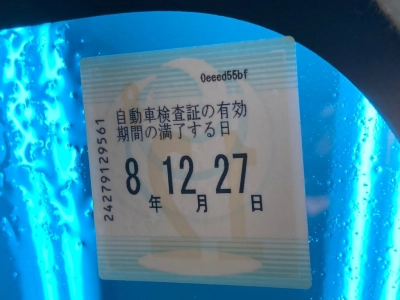 0eeed55bf
自動車検査証の有効
期間の満了する日
8 12 27
年 月 日
24279129561